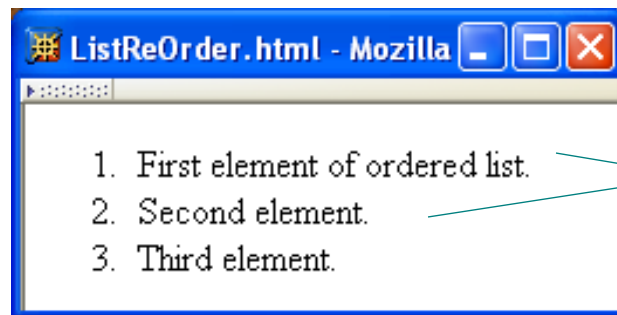 ListReOrder.html - Mozilla
1. First element of ordered list.
2. Second element.
3. Third element.